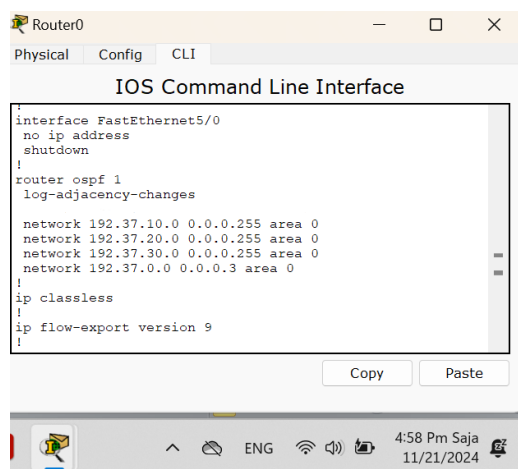 Router0
Physical Config CLI
IOS Command Line Interface
!
interface FastEthernet5/0
no ip address
shutdown
!
router ospf 1
log-adjacency-changes
network 192.37.10.0 0.0.0.255 area 0
network 192.37.20.0 0.0.0.255 area 0
network 192.37.30.0 0.0.0.255 area 0
network 192.37.0.0 0.0.0.3 area 0
!
ip classless
!
ip flow-export version 9
!
Copy Paste
ENG 4:58 Pm Saja
11/21/2024